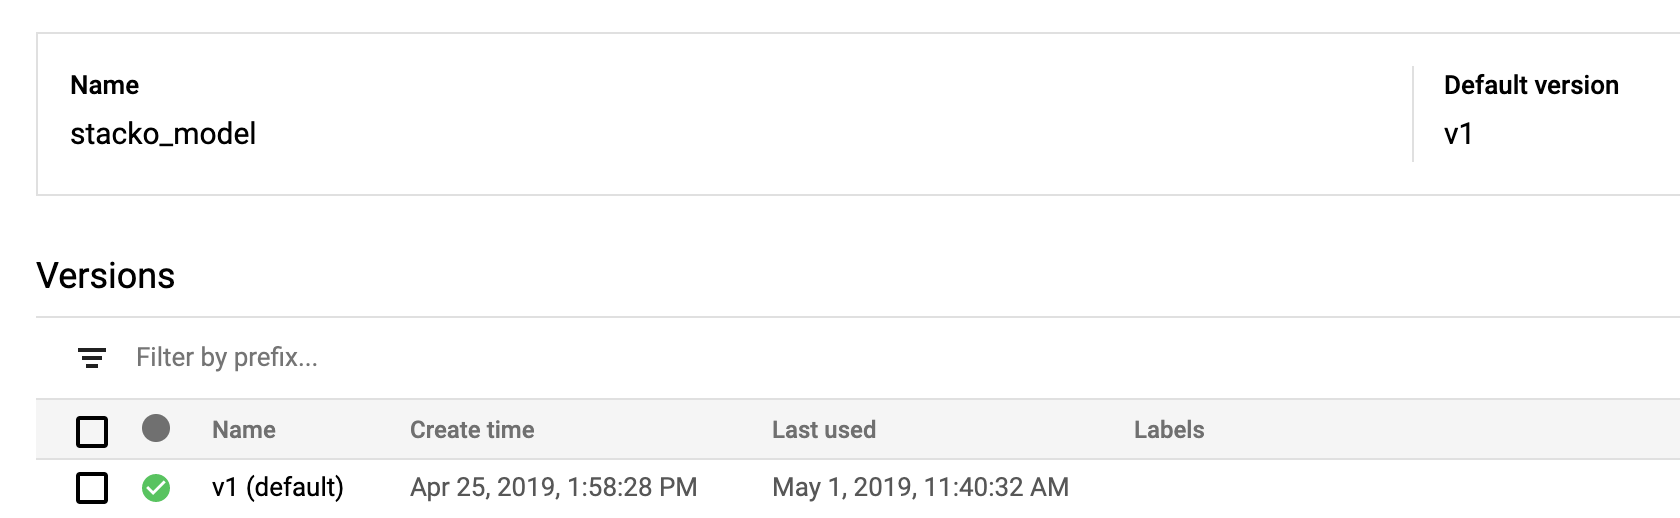 Name
Default version
stacko_model
v1
Versions
Filter by prefix...
Name Create time Last used Labels
v1 (default) Apr 25, 2019, 1:58:28 PM May 1, 2019, 11:40:32 AM